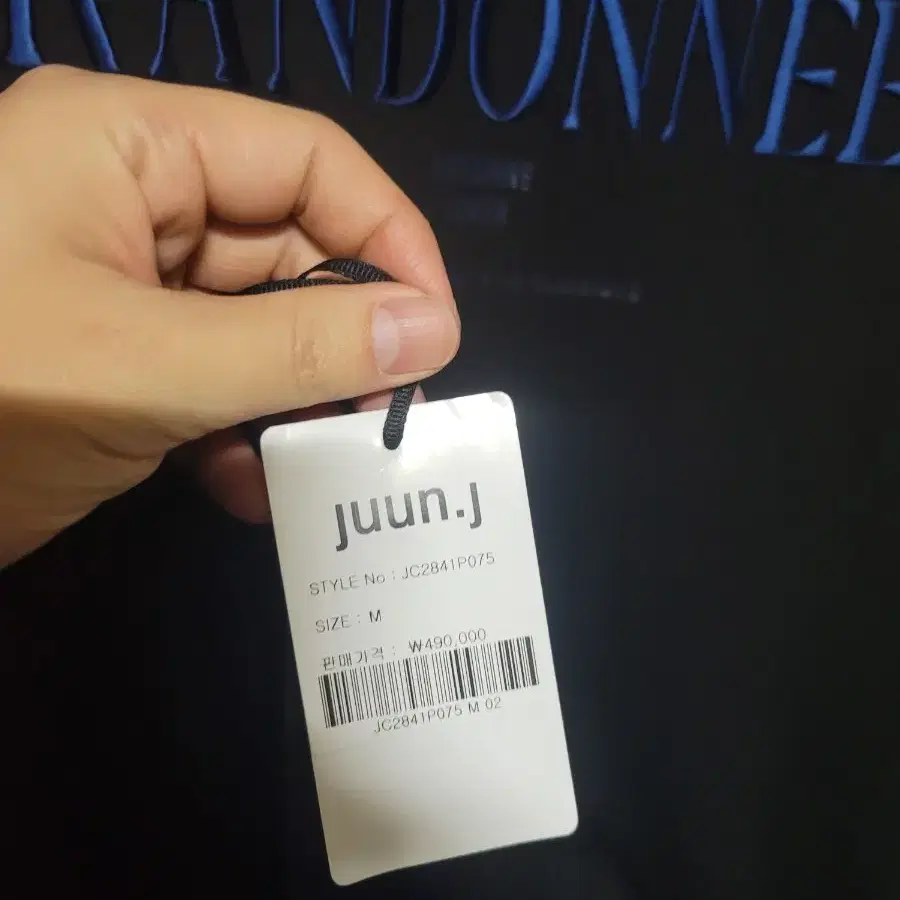 RANDONNEE
juun.j
STYLE No : JC2841P075
SIZE : M
판매가격 : ₩490,000
JC2841P075 M 02